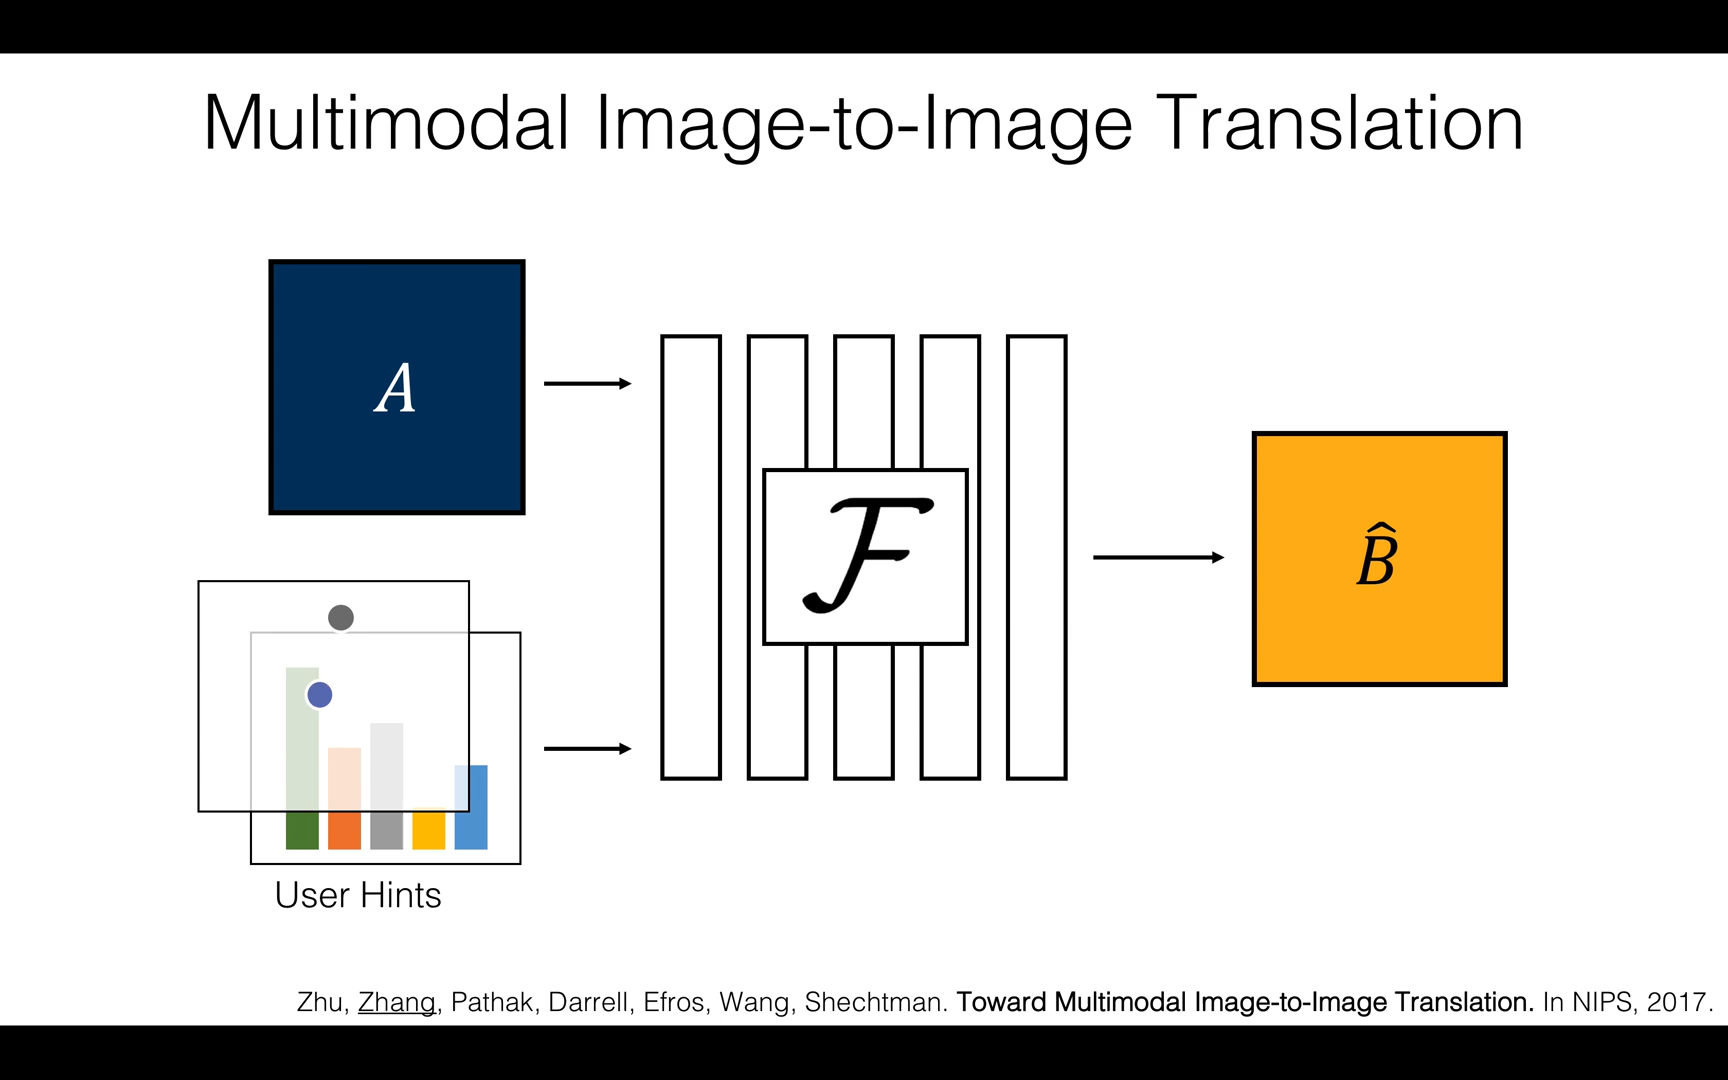 Multimodal Image-to-Image Translation
A
ℱ
B̂
User Hints
Zhu, Zhang, Pathak, Darrell, Efros, Wang, Shechtman. Toward Multimodal Image-to-Image Translation. In NIPS, 2017.